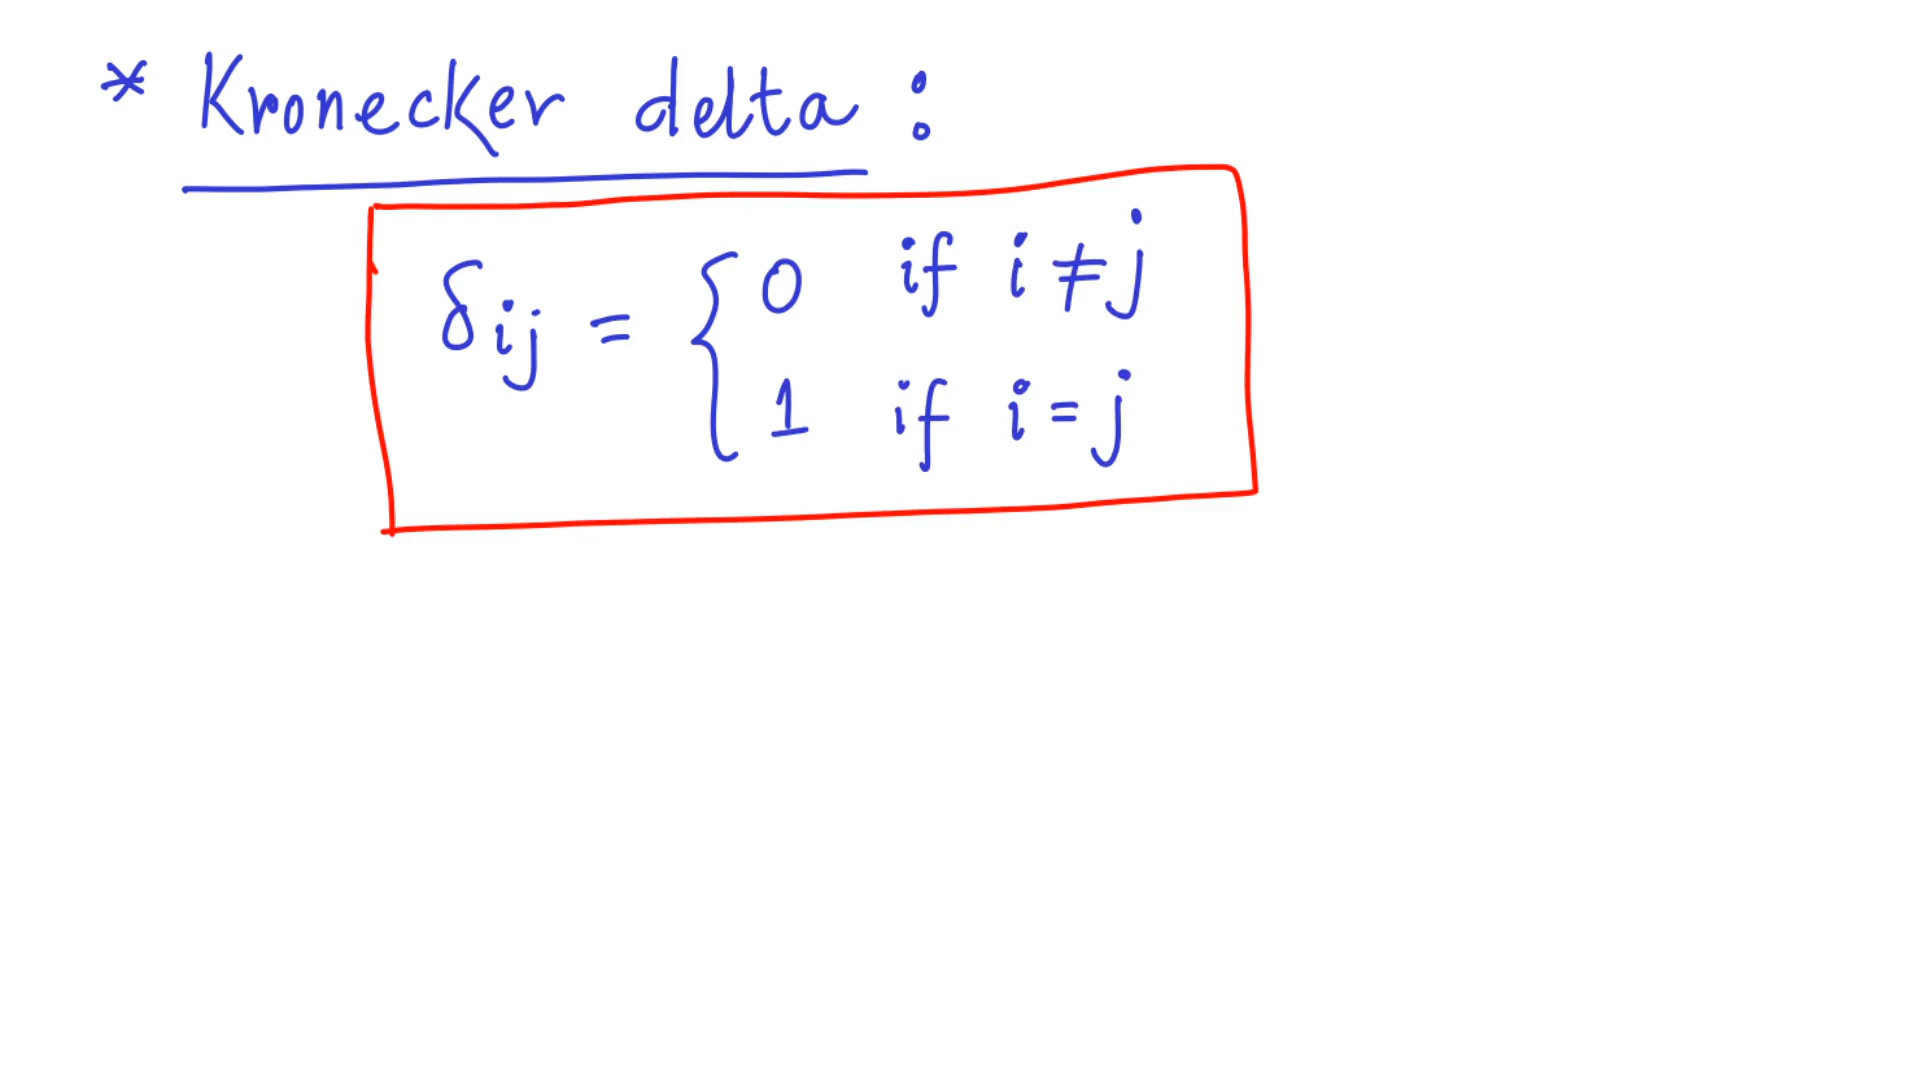 * Kronecker delta :
δij = { 0 if i ≠ j
1 if i = j